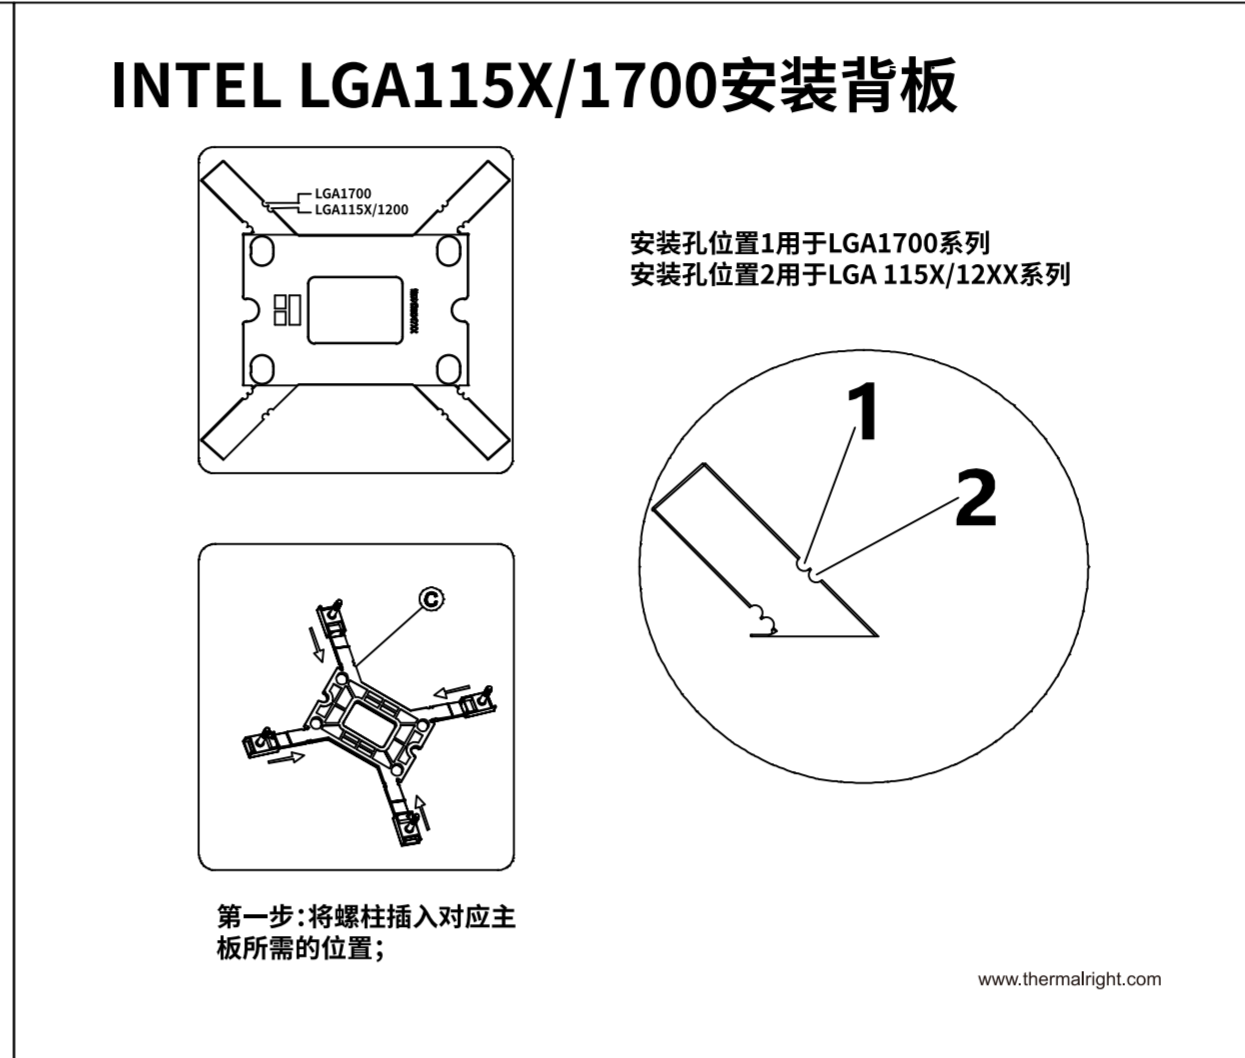 INTEL LGA115X/1700安装背板
LGA1700
LGA115X/1200
安装孔位置1用于LGA1700系列
安装孔位置2用于LGA 115X/12XX系列
1
2
C
第一步：将螺柱插入对应主
板所需的位置；
www.thermalright.com